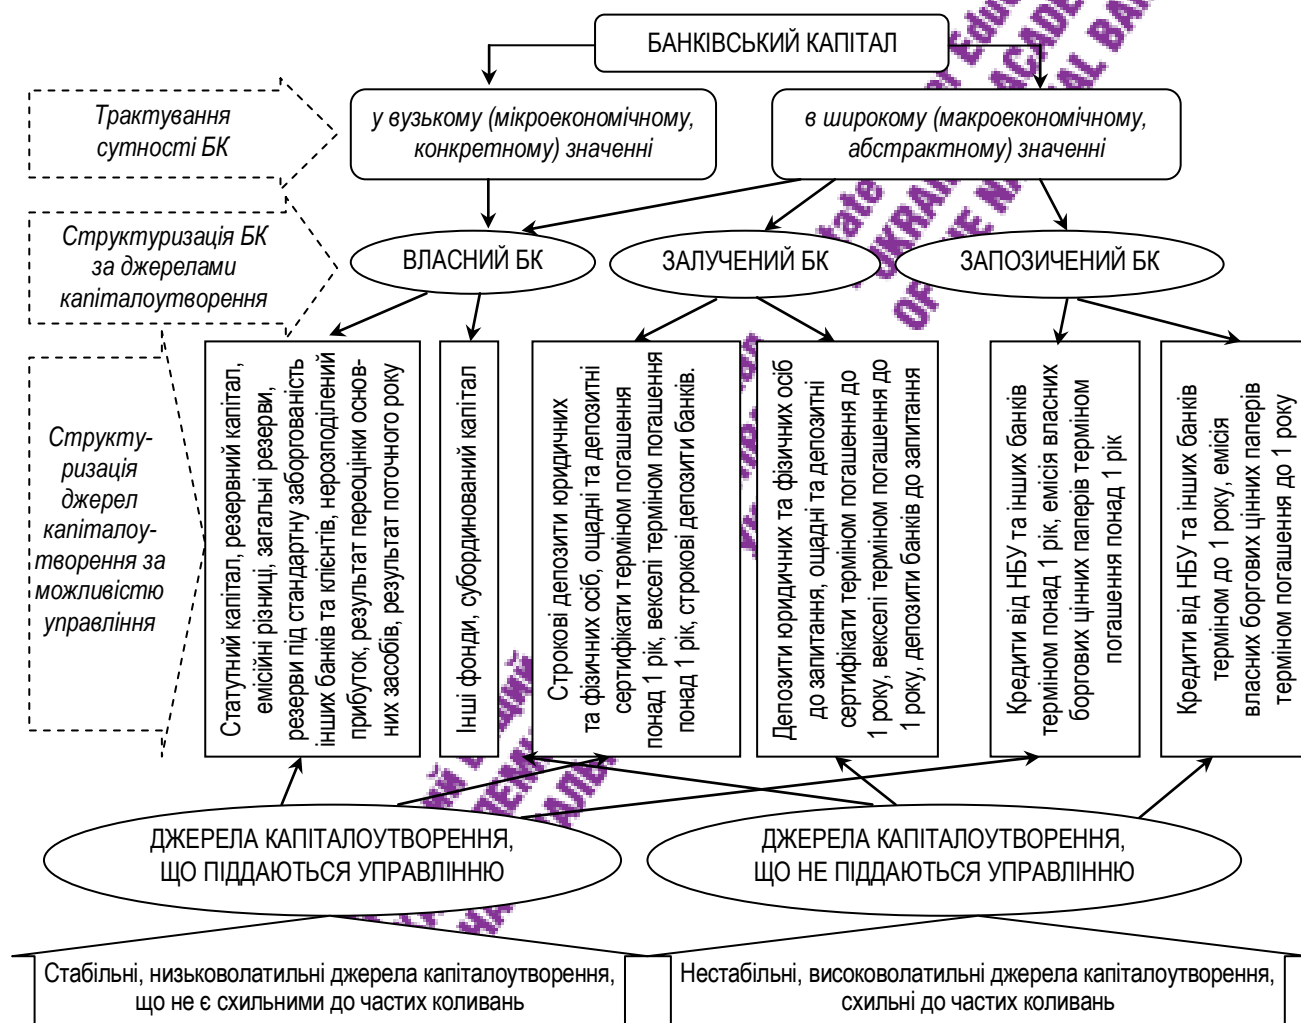 БАНКІВСЬКИЙ КАПІТАЛ
Трактування
сутності БК
у вузькому (мікроекономічному,
конкретному) значенні
в широкому (макроекономічному,
абстрактному) значенні
Структуризація БК
за джерелами
капіталоутворення
ВЛАСНИЙ БК
ЗАЛУЧЕНИЙ БК
ЗАПОЗИЧЕНИЙ БК
Структу-
ризація
джерел
капіталоу-
творення за
можливістю
управління
Статутний капітал, резервний капітал,
емісійні різниці, загальні резерви,
резерви під стандартну заборгованість
інших банків та клієнтів, нерозподілений
прибуток, результат переоцінки основ-
них засобів, результат поточного року
Інші фонди, субординований капітал
Строкові депозити юридичних
та фізичних осіб, ощадні та депозитні
сертифікати терміном погашення
понад 1 рік, векселі терміном погашення
понад 1 рік, строкові депозити банків.
Депозити юридичних та фізичних осіб
до запитання, ощадні та депозитні
сертифікати терміном погашення до
1 року, векселі терміном погашення до
1 року, депозити банків до запитання
Кредити від НБУ та інших банків
терміном понад 1 рік, емісія власних
боргових цінних паперів терміном
погашення понад 1 рік
Кредити від НБУ та інших банків
терміном до 1 року, емісія
власних боргових цінних паперів
терміном погашення до 1 року
ДЖЕРЕЛА КАПІТАЛОУТВОРЕННЯ,
ЩО ПІДДАЮТЬСЯ УПРАВЛІННЮ
ДЖЕРЕЛА КАПІТАЛОУТВОРЕННЯ,
ЩО НЕ ПІДДАЮТЬСЯ УПРАВЛІННЮ
Стабільні, низьковолатильні джерела капіталоутворення,
що не є схильними до частих коливань
Нестабільні, високоволатильні джерела капіталоутворення,
схильні до частих коливань